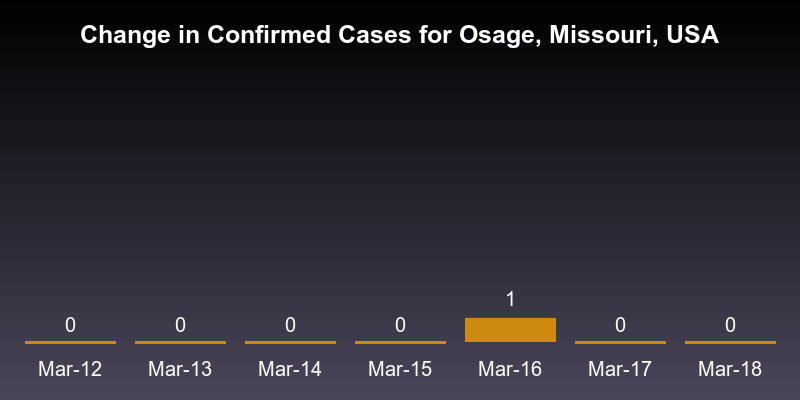 Change in Confirmed Cases for Osage, Missouri, USA
0 0 0 0 1 0 0
Mar-12 Mar-13 Mar-14 Mar-15 Mar-16 Mar-17 Mar-18